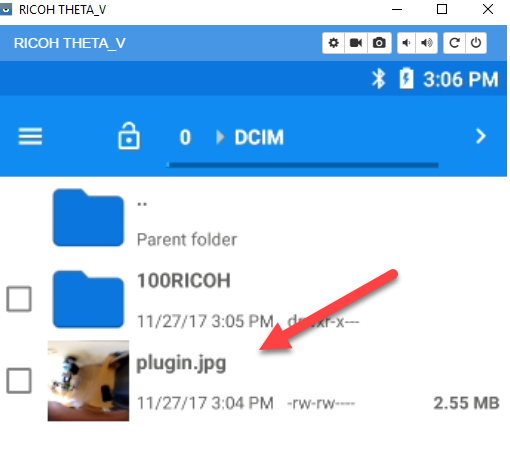 RICOH THETA_V
RICOH THETA_V
3:06 PM
0 DCIM
..
Parent folder
100RICOH
11/27/17 3:05 PM
plugin.jpg
11/27/17 3:04 PM -rw-rw---- 2.55 MB